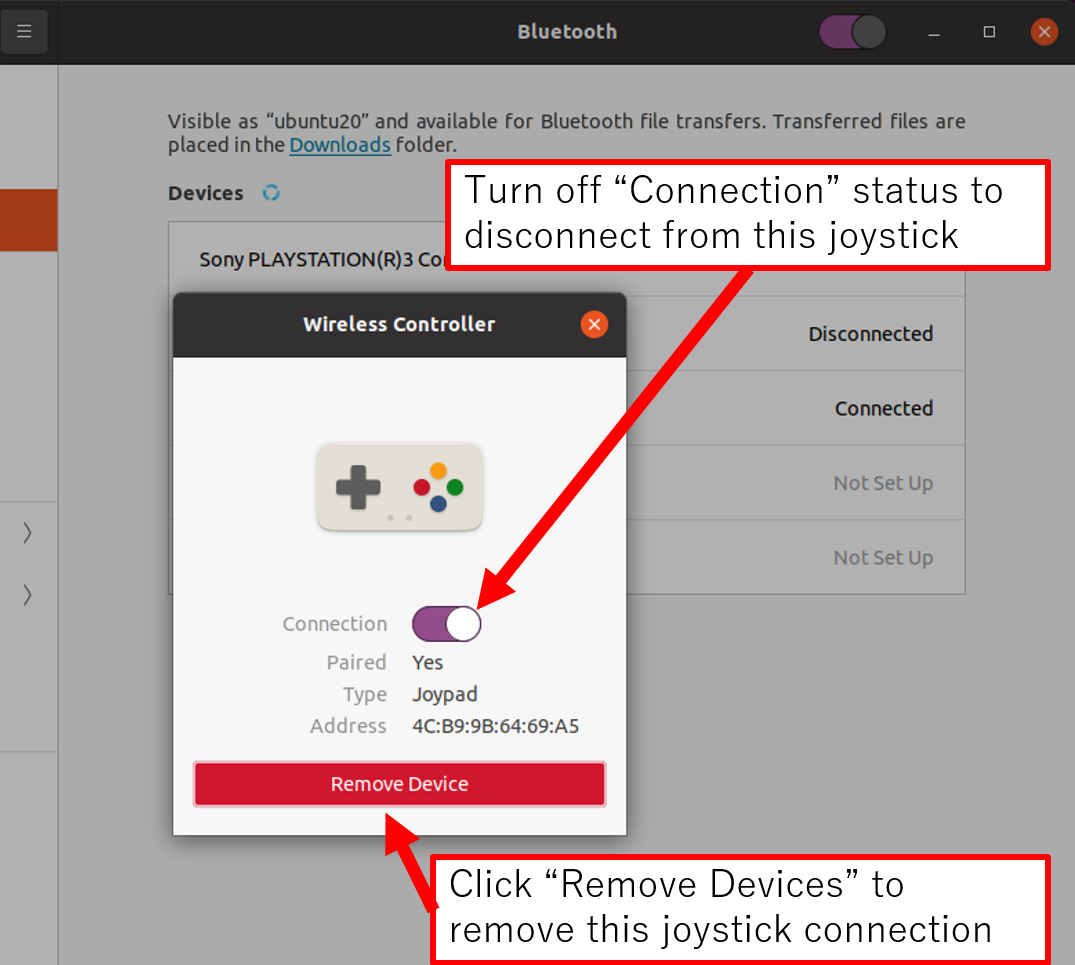 Bluetooth
Visible as “ubuntu20” and available for Bluetooth file transfers. Transferred files are
placed in the Downloads folder.
Devices
Turn off “Connection” status to
disconnect from this joystick
Sony PLAYSTATION(R)3
Wireless Controller
Disconnected
Connected
Not Set Up
Not Set Up
Connection
Paired Yes
Type Joypad
Address 4C:B9:9B:64:69:A5
Remove Device
Click “Remove Devices” to
remove this joystick connection